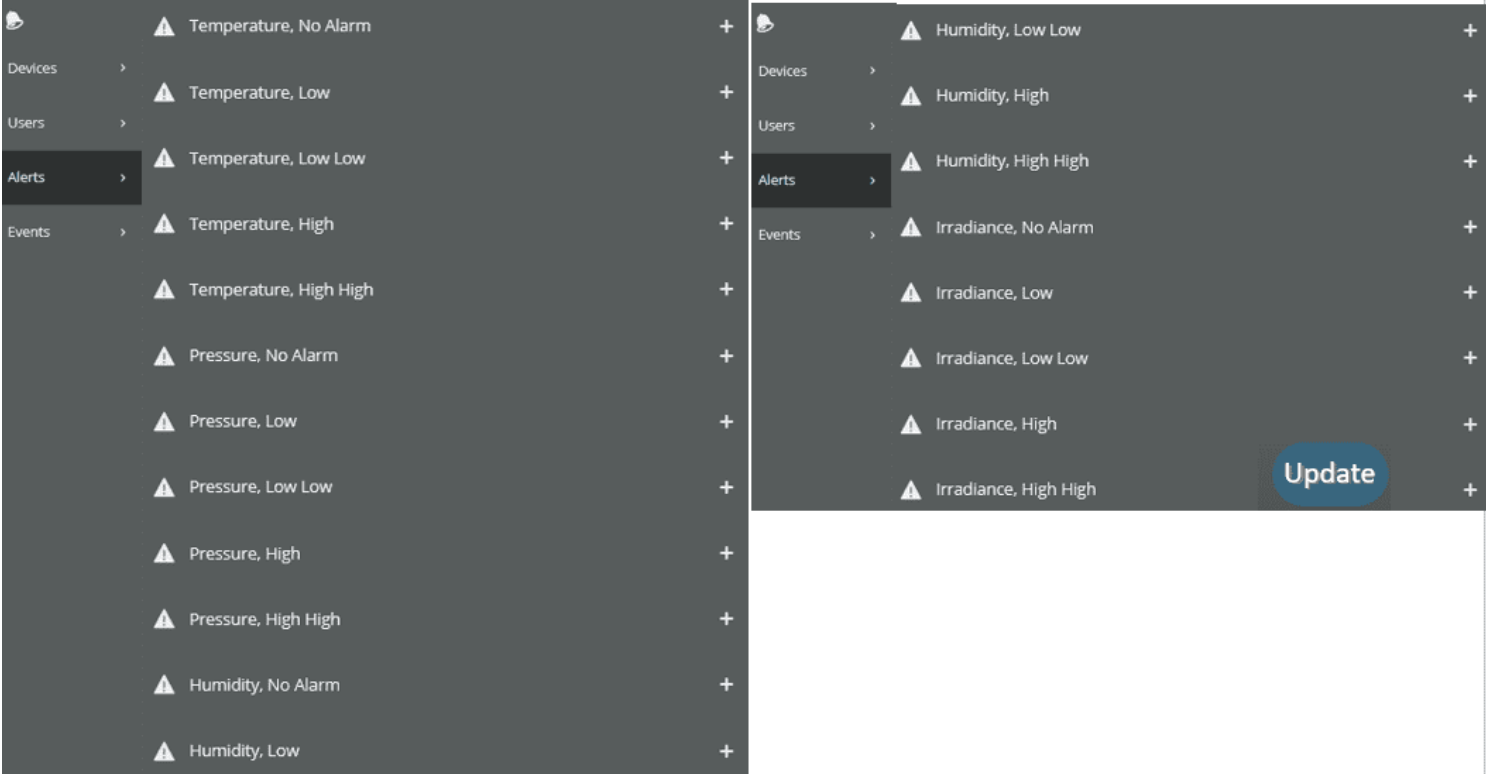 Devices
Users
Alerts
Events
Temperature, No Alarm
Temperature, Low
Temperature, Low Low
Temperature, High
Temperature, High High
Pressure, No Alarm
Pressure, Low
Pressure, Low Low
Pressure, High
Pressure, High High
Humidity, No Alarm
Humidity, Low
Devices
Users
Alerts
Events
Humidity, Low Low
Humidity, High
Humidity, High High
Irradiance, No Alarm
Irradiance, Low
Irradiance, Low Low
Irradiance, High
Irradiance, High High
Update